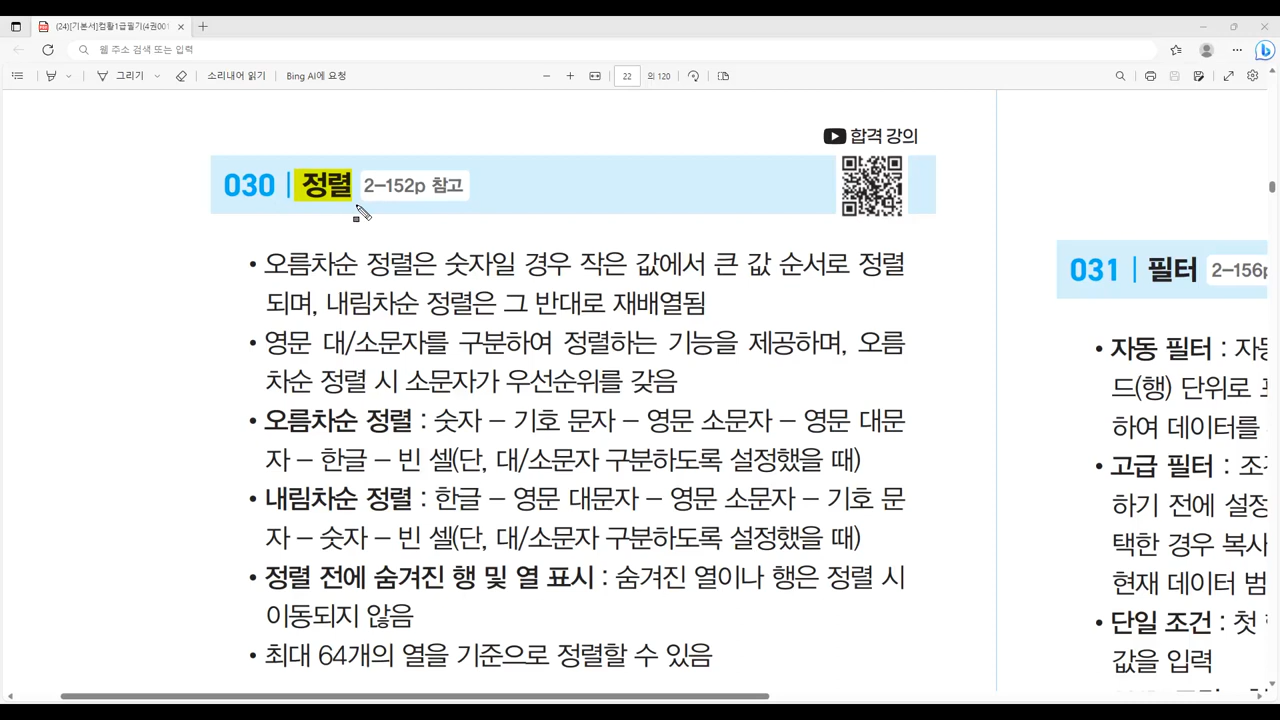 (24)[기본서]컴활1급필기(4권001
웹 주소 검색 또는 입력
그리기
소리내어 읽기
Bing AI에 요청
22
의 120
합격 강의
030 정렬 2-152p 참고
• 오름차순 정렬은 숫자일 경우 작은 값에서 큰 값 순서로 정렬
되며, 내림차순 정렬은 그 반대로 재배열됨
• 영문 대/소문자를 구분하여 정렬하는 기능을 제공하며, 오름
차순 정렬 시 소문자가 우선순위를 갖음
• 오름차순 정렬 : 숫자 – 기호 문자 – 영문 소문자 – 영문 대문
자 – 한글 – 빈 셀(단, 대/소문자 구분하도록 설정했을 때)
• 내림차순 정렬 : 한글 – 영문 대문자 – 영문 소문자 – 기호 문
자 – 숫자 – 빈 셀(단, 대/소문자 구분하도록 설정했을 때)
• 정렬 전에 숨겨진 행 및 열 표시 : 숨겨진 열이나 행은 정렬 시
이동되지 않음
• 최대 64개의 열을 기준으로 정렬할 수 있음
031 필터 2-156p
• 자동 필터 : 자동
드(행) 단위로
하여 데이터를
• 고급 필터 : 조
하기 전에 설정
택한 경우 복사
현재 데이터 범
• 단일 조건 : 첫
값을 입력